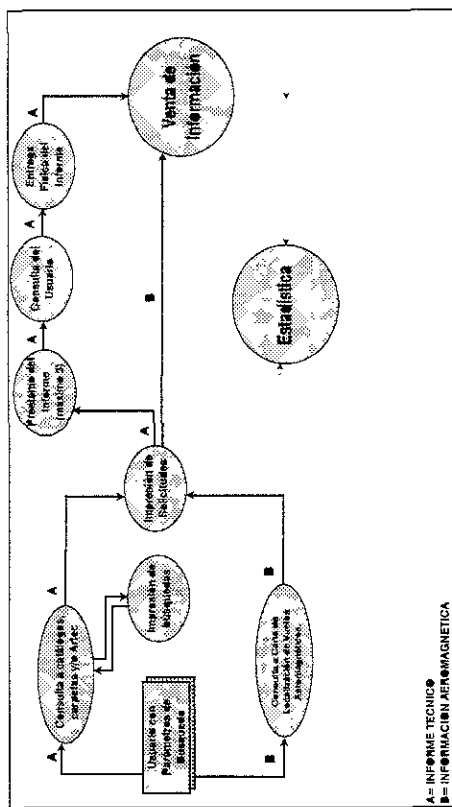 Usuario con
Parámetros de
Búsqueda
A
B
Consulta a catálogos,
carpetas y/o Ariec
Consulta a Carta de
Localización de Vuelos
Aeromagnéticos
Impresión de
búsquedas
A
B
Impresión de
Solicitudes
A
B
Préstamo del
Informe
(máximo 3)
A
Consulta del
Usuario
A
Entrega
Física del
Informe
A
Venta de
Información
Estadística
A= INFORME TECNICO
B= INFORMACION AEROMAGNETICA